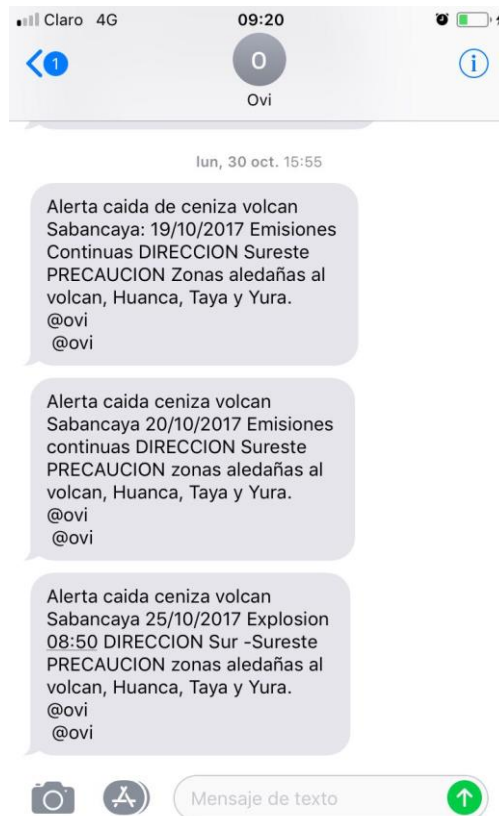 Claro 4G
09:20
1
O
i
Ovi
lun, 30 oct. 15:55
Alerta caida de ceniza volcan
Sabancaya: 19/10/2017 Emisiones
Continuas DIRECCION Sureste
PRECAUCION Zonas aledañas al
volcan, Huanca, Taya y Yura.
@ovi
@ovi
Alerta caida ceniza volcan
Sabancaya 20/10/2017 Emisiones
continuas DIRECCION Sureste
PRECAUCION zonas aledañas al
volcan, Huanca, Taya y Yura.
@ovi
@ovi
Alerta caida ceniza volcan
Sabancaya 25/10/2017 Explosion
08:50 DIRECCION Sur -Sureste
PRECAUCION zonas aledañas al
volcan, Huanca, Taya y Yura.
@ovi
@ovi
Mensaje de texto